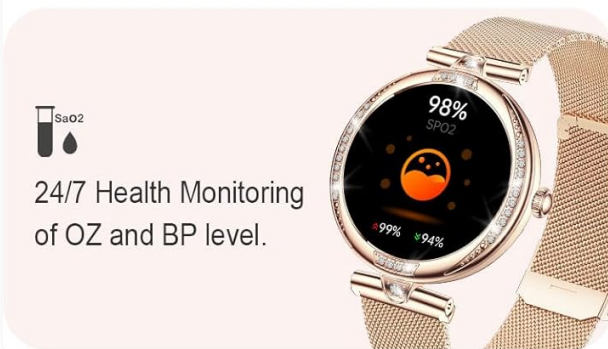 SaO2
24/7 Health Monitoring
of OZ and BP level.
98%
SPO2
99% 94%